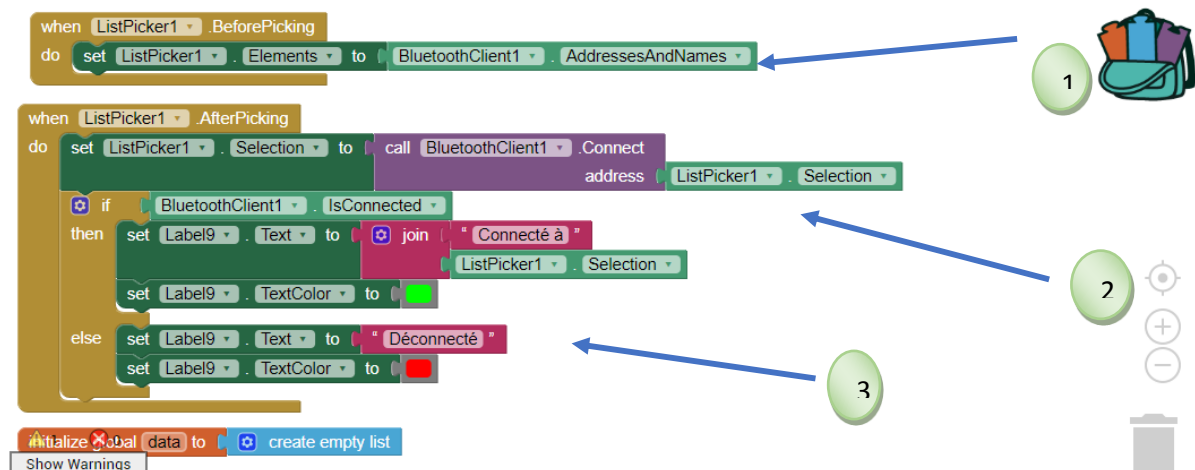 when ListPicker1 .BeforePicking
do set ListPicker1 . Elements to BluetoothClient1 . AddressesAndNames
1
when ListPicker1 .AfterPicking
do set ListPicker1 . Selection to call BluetoothClient1 .Connect
address ListPicker1 . Selection
if BluetoothClient1 . IsConnected
then set Label9 . Text to join " Connecté à "
ListPicker1 . Selection
2
set Label9 . TextColor to
else set Label9 . Text to " Déconnecté "
set Label9 . TextColor to
3
initialize global data to create empty list
Show Warnings